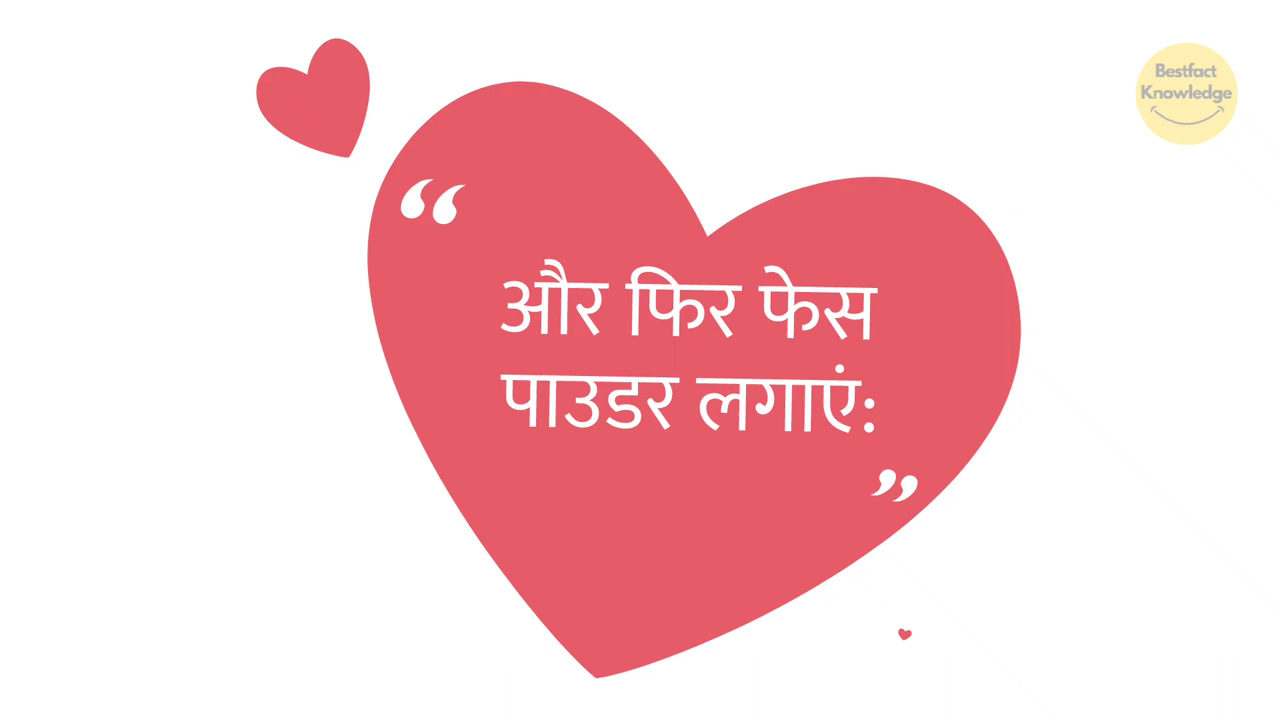 Bestfact
Knowledge
“
और फिर फेस
पाउडर लगाएं:
”